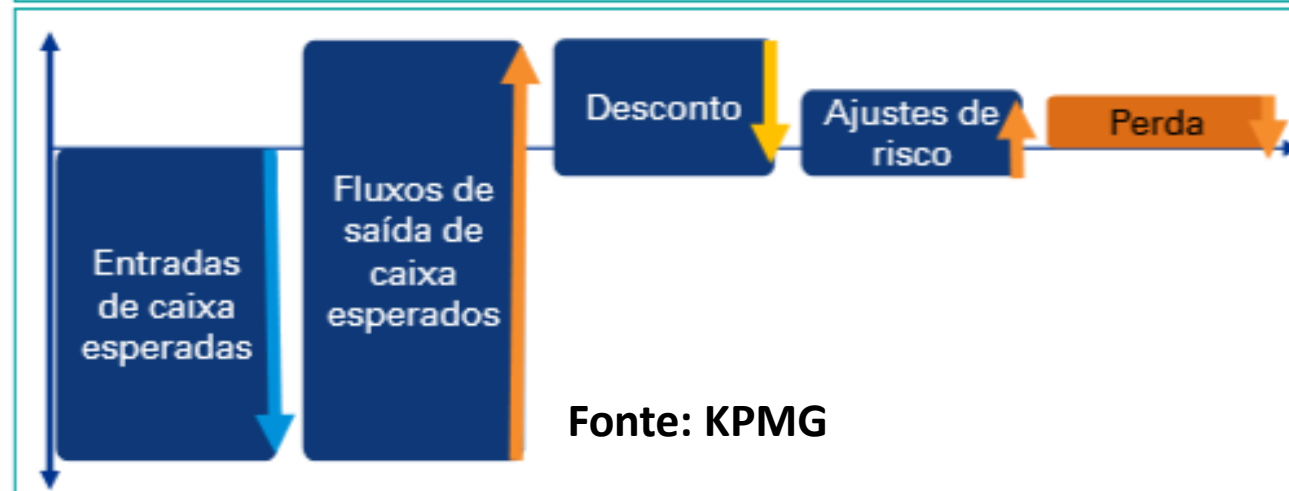 Entradas
de caixa
esperadas
Fluxos de
saída de
caixa
esperados
Desconto
Ajustes de
risco
Perda
Fonte: KPMG